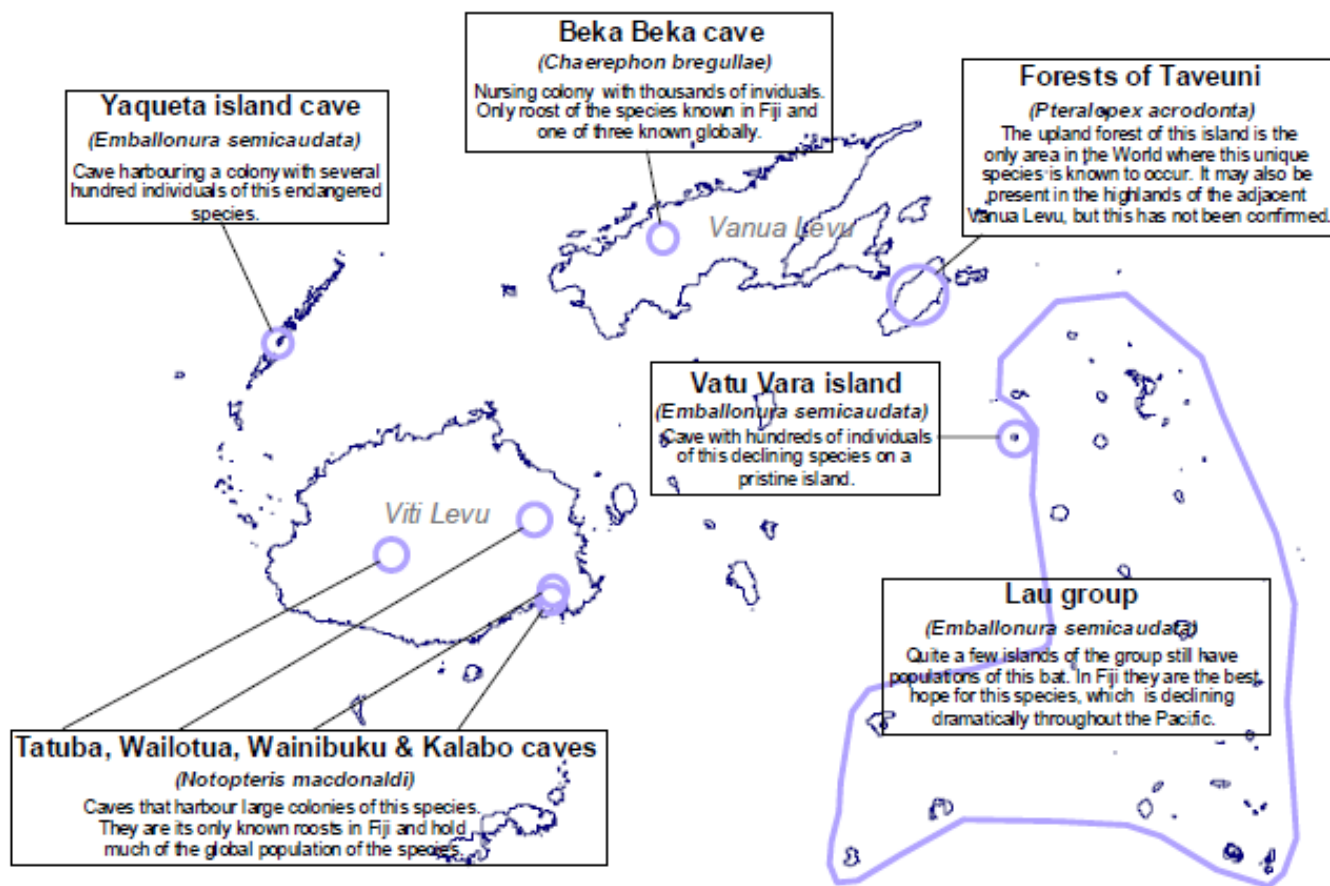 Beka Beka cave
(Chaerephon bregullae)
Nursing colony with thousands of inviduals.
Only roost of the species known in Fiji and
one of three known globally.
Yaqueta island cave
(Emballonura semicaudata)
Cave harbouring a colony with several
hundred individuals of this endangered
species.
Forests of Taveuni
(Pteralopex acrodonta)
The upland forest of this island is the
only area in the World where this unique
species is known to occur. It may also be
present in the highlands of the adjacent
Vanua Levu, but this has not been confirmed.
Vanua Levu
Vatu Vara island
(Emballonura semicaudata)
Cave with hundreds of individuals
of this declining species on a
pristine island.
Viti Levu
Lau group
(Emballonura semicaudata)
Quite a few islands of the group still have
populations of this bat. In Fiji they are the best
hope for this species, which is declining
dramatically throughout the Pacific.
Tatuba, Wailotua, Wainibuku & Kalabo caves
(Notopteris macdonaldi)
Caves that harbour large colonies of this species.
They are its only known roosts in Fiji and hold
much of the global population of the species.